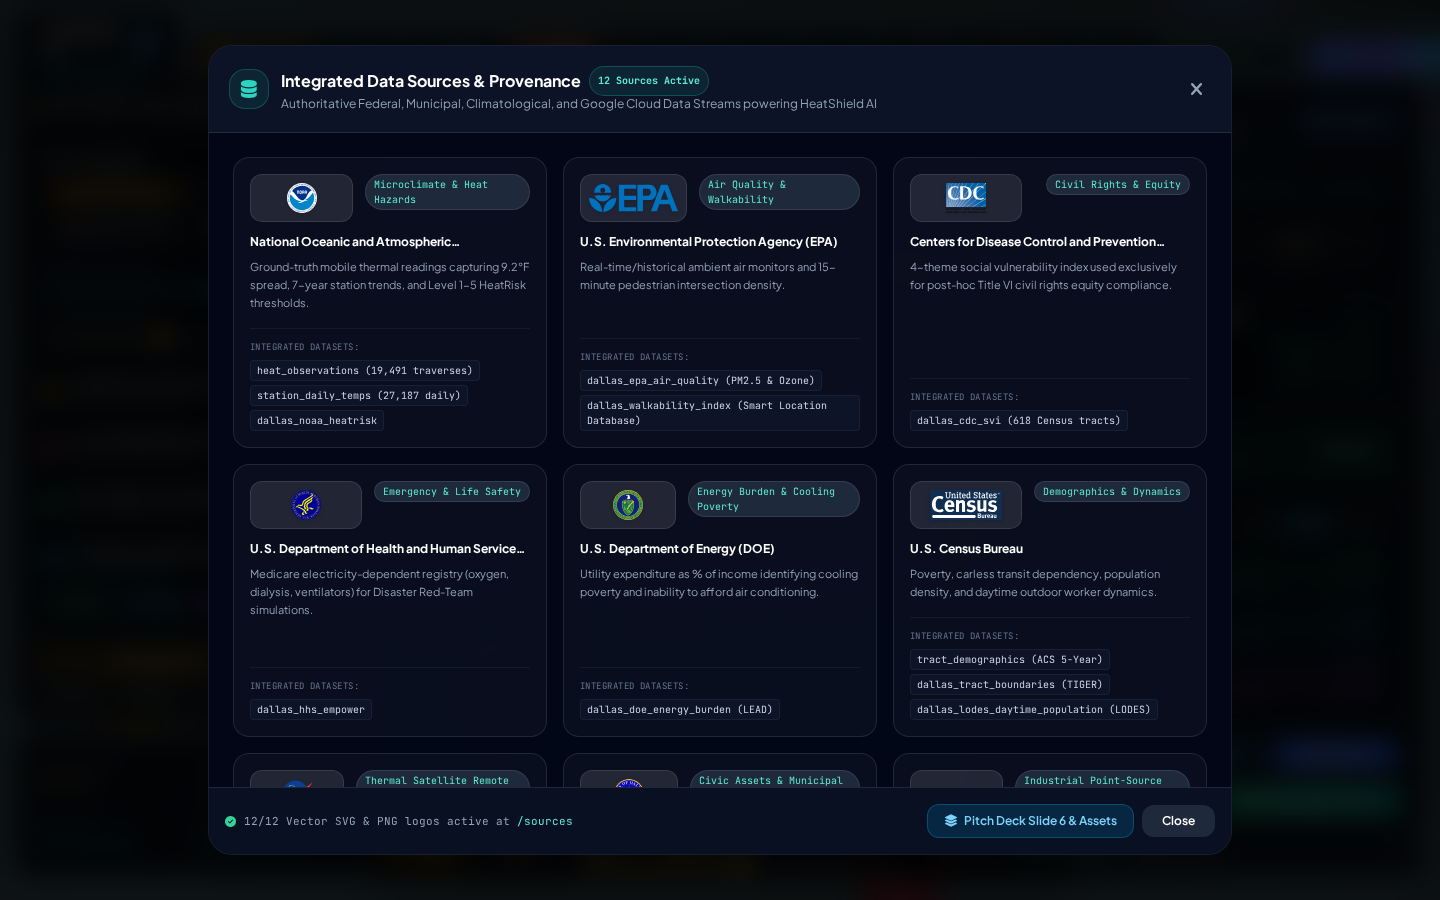 Integrated Data Sources & Provenance
12 Sources Active
Authoritative Federal, Municipal, Climatological, and Google Cloud Data Streams powering HeatShield AI
NOAA
Microclimate & Heat
Hazards
National Oceanic and Atmospheric…
Ground-truth mobile thermal readings capturing 9.2°F
spread, 7-year station trends, and Level 1-5 HeatRisk
thresholds.
INTEGRATED DATASETS:
heat_observations (19,491 traverses)
station_daily_temps (27,187 daily)
dallas_noaa_heatrisk
EPA
Air Quality &
Walkability
U.S. Environmental Protection Agency (EPA)
Real-time/historical ambient air monitors and 15-
minute pedestrian intersection density.
INTEGRATED DATASETS:
dallas_epa_air_quality (PM2.5 & Ozone)
dallas_walkability_index (Smart Location
Database)
CDC
Civil Rights & Equity
Centers for Disease Control and Prevention…
4-theme social vulnerability index used exclusively
for post-hoc Title VI civil rights equity compliance.
INTEGRATED DATASETS:
dallas_cdc_svi (618 Census tracts)
Emergency & Life Safety
U.S. Department of Health and Human Service…
Medicare electricity-dependent registry (oxygen,
dialysis, ventilators) for Disaster Red-Team
simulations.
INTEGRATED DATASETS:
dallas_hhs_empower
Energy Burden & Cooling
Poverty
U.S. Department of Energy (DOE)
Utility expenditure as % of income identifying cooling
poverty and inability to afford air conditioning.
INTEGRATED DATASETS:
dallas_doe_energy_burden (LEAD)
United States
Census
Bureau
Demographics & Dynamics
U.S. Census Bureau
Poverty, carless transit dependency, population
density, and daytime outdoor worker dynamics.
INTEGRATED DATASETS:
tract_demographics (ACS 5-Year)
dallas_tract_boundaries (TIGER)
dallas_lodes_daytime_population (LODES)
Thermal Satellite Remote
Civic Assets & Municipal
Industrial Point-Source
12/12 Vector SVG & PNG logos active at /sources
Pitch Deck Slide 6 & Assets
Close